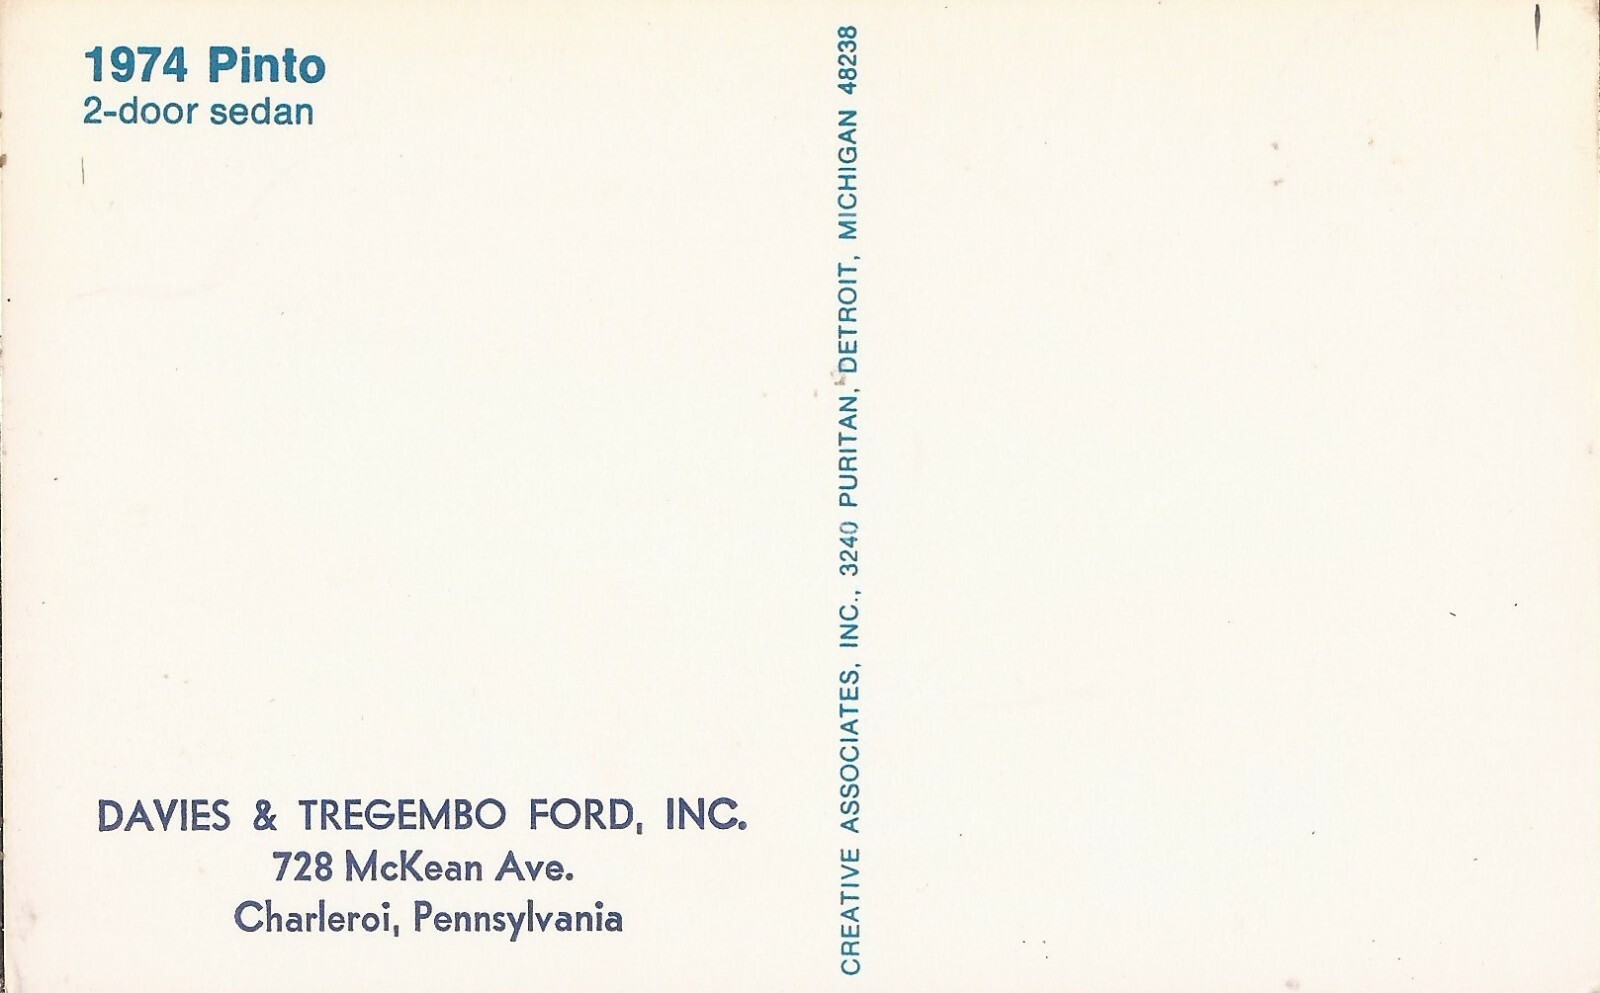 1974 Pinto
2-door sedan
CREATIVE ASSOCIATES, INC., 3240 PURITAN, DETROIT, MICHIGAN 48238
DAVIES & TREGEMBO FORD, INC.
728 McKean Ave.
Charleroi, Pennsylvania